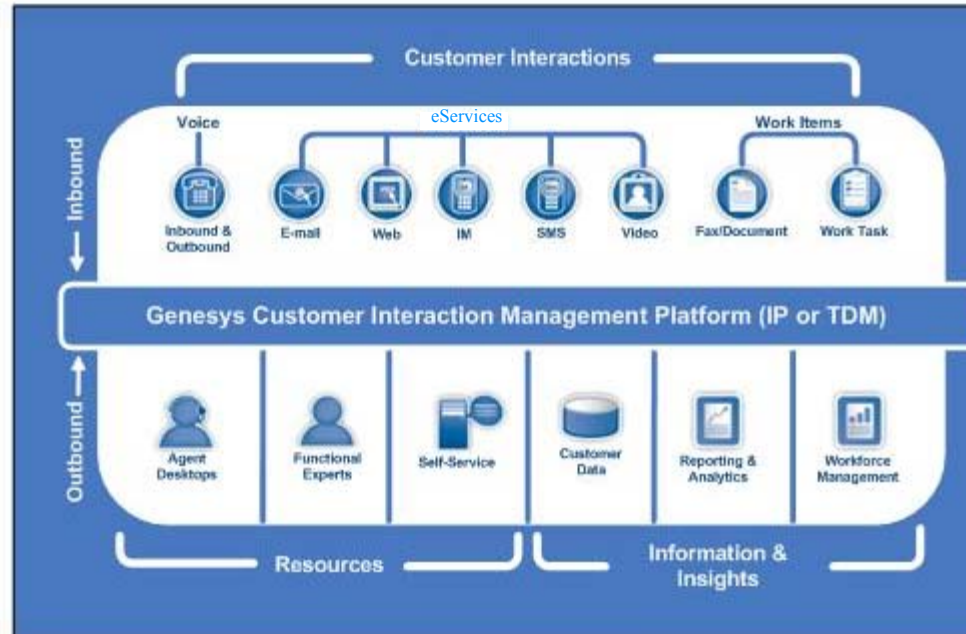 Customer Interactions
Voice
eServices
Work Items
Inbound
Inbound &
Outbound
E-mail
Web
IM
SMS
Video
Fax/Document
Work Task
Genesys Customer Interaction Management Platform (IP or TDM)
Outbound
Agent
Desktops
Functional
Experts
Self-Service
Customer
Data
Reporting &
Analytics
Workforce
Management
Resources
Information &
Insights